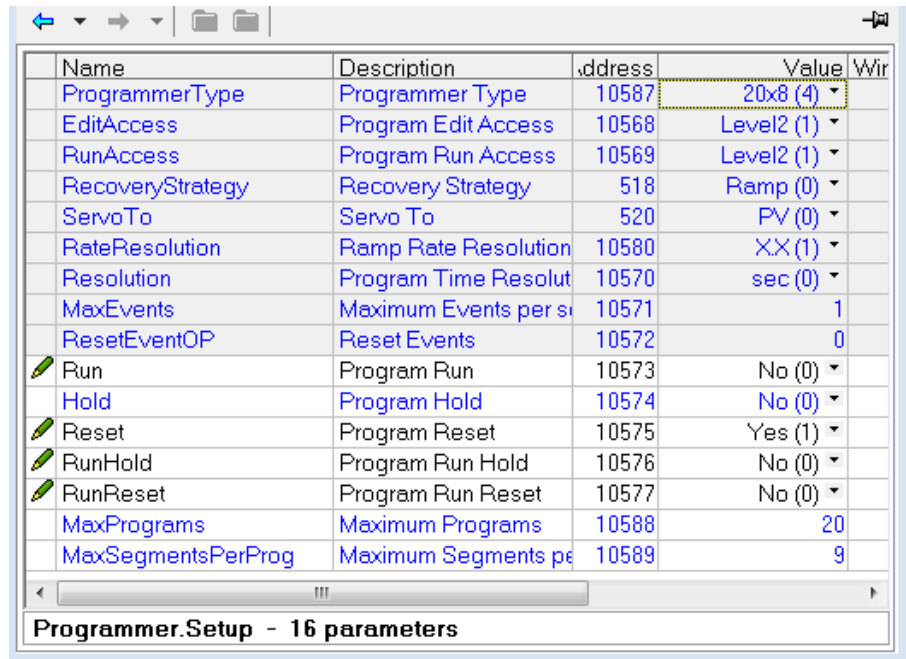 Name Description ddress Value Wir
ProgrammerType Programmer Type 10587 20x8 (4)
EditAccess Program Edit Access 10568 Level2 (1)
RunAccess Program Run Access 10569 Level2 (1)
RecoveryStrategy Recovery Strategy 518 Ramp (0)
ServoTo Servo To 520 PV (0)
RateResolution Ramp Rate Resolution 10580 X.X (1)
Resolution Program Time Resolut 10570 sec (0)
MaxEvents Maximum Events per s 10571 1
ResetEventOP Reset Events 10572 0
Run Program Run 10573 No (0)
Hold Program Hold 10574 No (0)
Reset Program Reset 10575 Yes (1)
RunHold Program Run Hold 10576 No (0)
RunReset Program Run Reset 10577 No (0)
MaxPrograms Maximum Programs 10588 20
MaxSegmentsPerProg Maximum Segments pe 10589 9
Programmer.Setup - 16 parameters